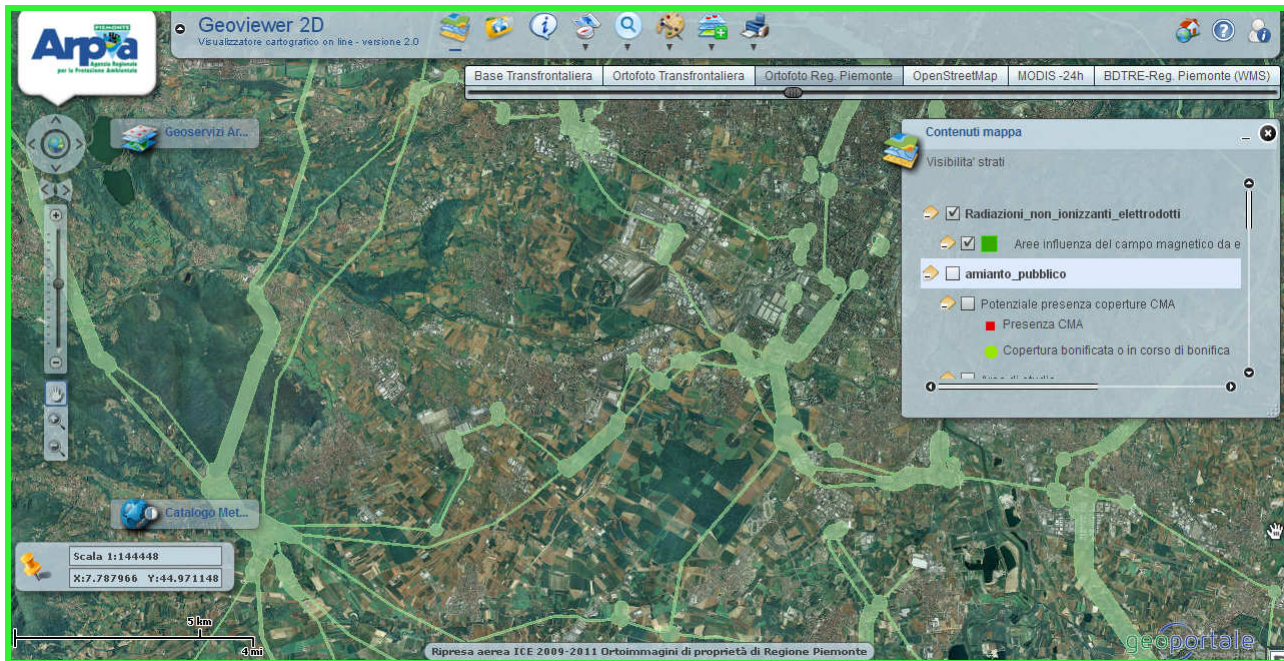 PIEMONTE
Arpa
Agenzia Regionale
per la Protezione Ambientale
Geoviewer 2D
Visualizzatore cartografico on line - versione 2.0
Base Transfrontaliera
Ortofoto Transfrontaliera
Ortofoto Reg. Piemonte
OpenStreetMap
MODIS -24h
BDTRE-Reg. Piemonte (WMS)
Geoservizi Ar...
Contenuti mappa
Visibilita' strati
Radiazioni_non_ionizzanti_elettrodotti
Aree influenza del campo magnetico da e
amianto_pubblico
Potenziale presenza coperture CMA
Presenza CMA
Copertura bonificata o in corso di bonifica
Catalogo Met...
Scala 1:144448
X:7.787966 Y:44.971148
5 km
4 mi
Ripresa aerea ICE 2009-2011 Ortoimmagini di proprietà di Regione Piemonte
geoportale